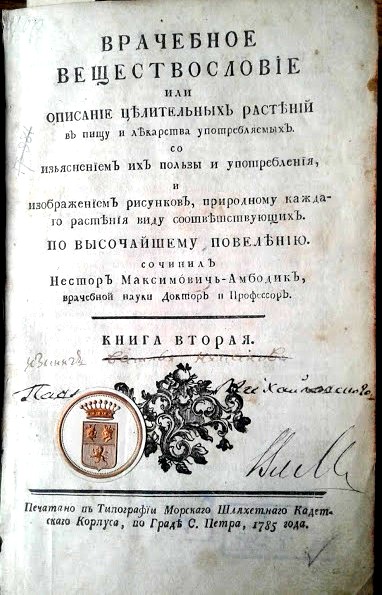 ВРАЧЕБНОЕ
ВЕЩЕСТВОСЛОВІЕ
ИЛИ
ОПИСАНІЕ ЦѢЛИТЕЛЬНЫХЪ РАСТѢНІЙ
въ пищу и лѣкарства употребляемыхъ.
со
изъясненіемъ ихъ пользы и употребленія,
и
изображеніемъ рисунковъ, природному кажда-
го растѣнія виду соотвѣтствующихъ.
ПО ВЫСОЧАЙШЕМУ ПОВЕЛѢНІЮ.
СОЧИНИЛЪ
Несторъ Максимовичь-Амбодикъ,
врачебной науки Докторъ и Профессоръ.
КНИГА ВТОРАЯ.
Печатано въ Типографіи Морскаго Шляхетнаго Кадет-
скаго Корпуса, во Градѣ С. Петра, 1785 года.